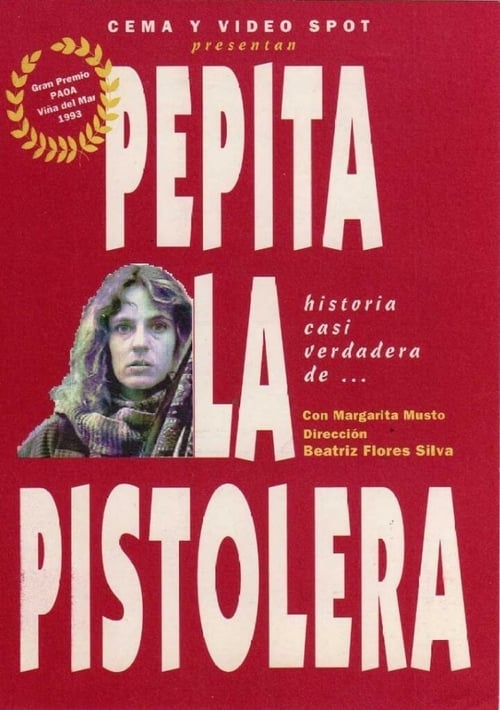 CEMA Y VIDEO SPOT
presentan
Gran Premio
PAOA
Viña del Mar
1993
PEPITA
LA
historia
casi
verdadera
de ...
Con Margarita Musto
Dirección
Beatriz Flores Silva
PISTOLERA